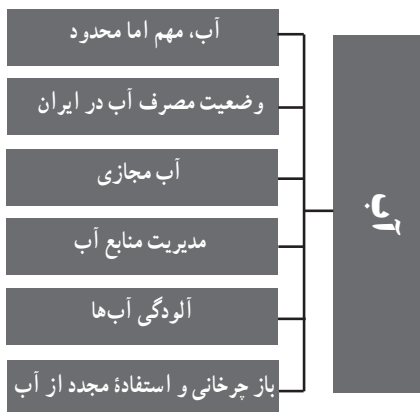 آب
آب، مهم اما محدود
وضعیت مصرف آب در ایران
آب مجازی
مدیریت منابع آب
آلودگی آب‌ها
باز چرخانی و استفادهٔ مجدد از آب